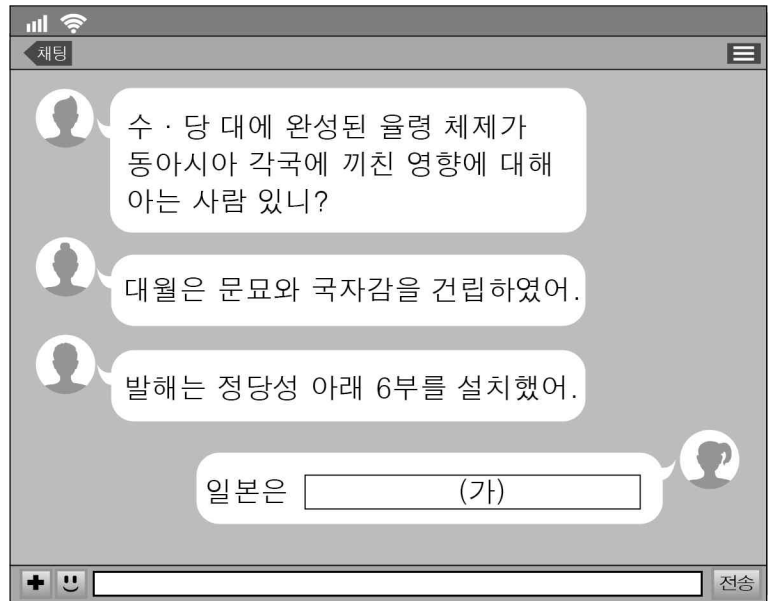 채팅
수 · 당 대에 완성된 율령 체제가
동아시아 각국에 끼친 영향에 대해
아는 사람 있니?
대월은 문묘와 국자감을 건립하였어.
발해는 정당성 아래 6부를 설치했어.
일본은 (가)
전송